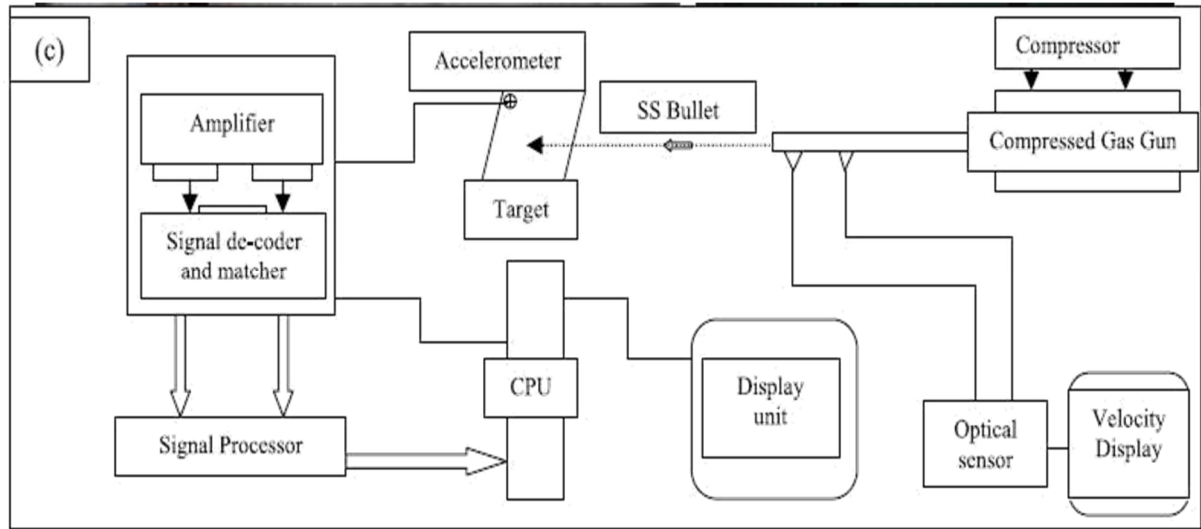 (c)
Accelerometer
Compressor
SS Bullet
Amplifier
Compressed Gas Gun
Target
Signal de-coder
and matcher
CPU
Display
unit
Optical
sensor
Velocity
Display
Signal Processor